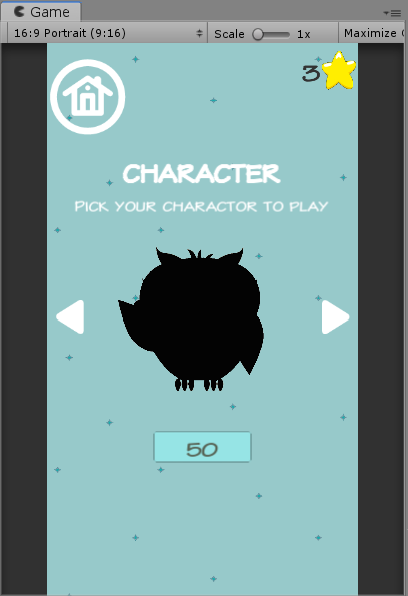 Game
16:9 Portrait (9:16)
Scale
1x
Maximize
3
CHARACTER
PICK YOUR CHARACTOR TO PLAY
50